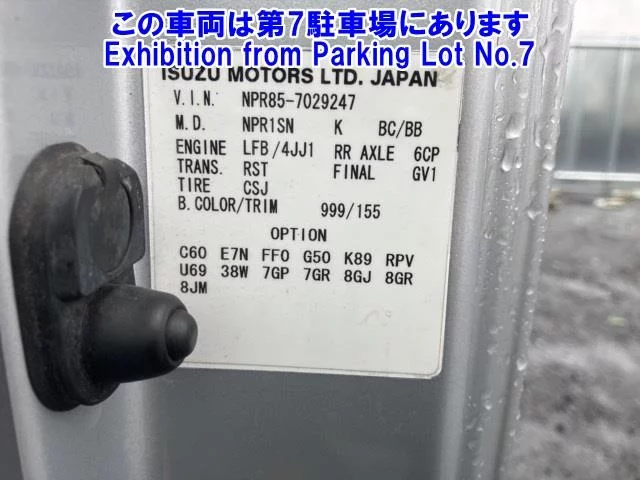 この車両は第7駐車場にあります
Exhibition from Parking Lot No.7
ISUZU MOTORS LTD. JAPAN
V.I.N. NPR85-7029247
M.D. NPR1SN K BC/BB
ENGINE LFB/4JJ1 RR AXLE 6CP
TRANS. RST FINAL GV1
TIRE CSJ
B.COLOR/TRIM 999/155
OPTION
C60 E7N FF0 G50 K89 RPV
U69 38W 7GP 7GR 8GJ 8GR
8JM